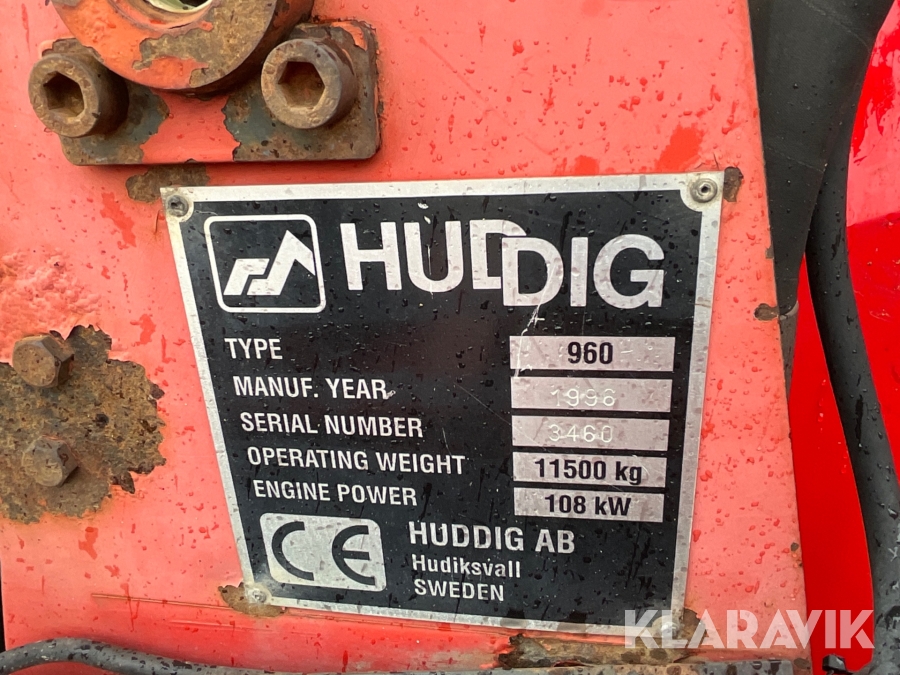 HUDDIG
TYPE 960
MANUF. YEAR 1996
SERIAL NUMBER 3460
OPERATING WEIGHT 11500 kg
ENGINE POWER 108 kW
CE
HUDDIG AB
Hudiksvall
SWEDEN
KLARAVIK